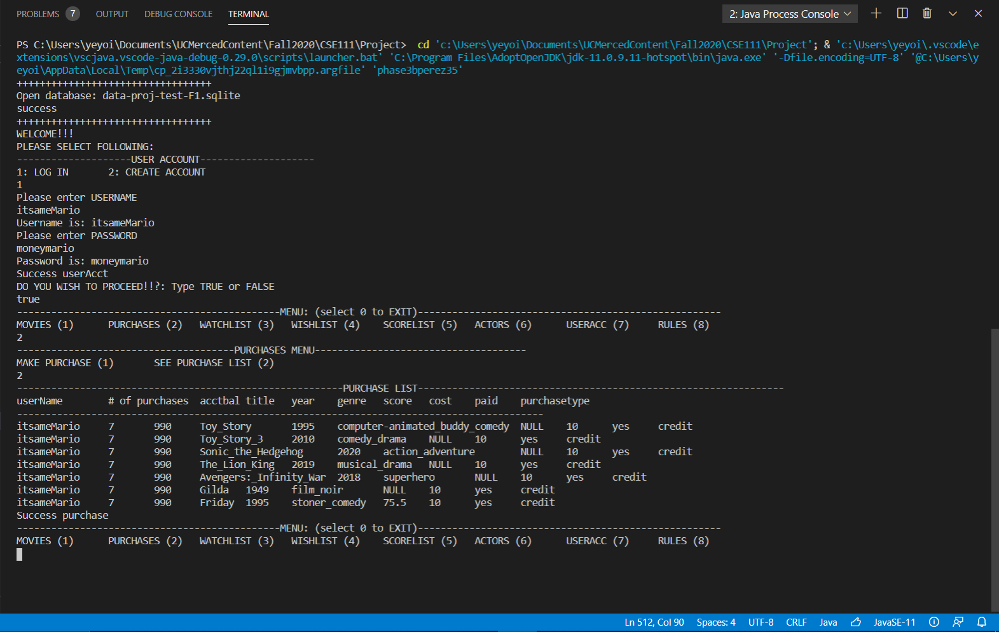 PROBLEMS 7 OUTPUT DEBUG CONSOLE TERMINAL 2: Java Process Console
PS C:\Users\yeyoi\Documents\UCMercedContent\Fall2020\CSE111\Project>  cd 'c:\Users\yeyoi\Documents\UCMercedContent\Fall2020\CSE111\Project'; & 'c:\Users\yeyoi\.vscode\e
xtensions\vscjava.vscode-java-debug-0.29.0\scripts\launcher.bat' 'C:\Program Files\AdoptOpenJDK\jdk-11.0.9.11-hotspot\bin\java.exe' '-Dfile.encoding=UTF-8' '@C:\Users\y
eyoi\AppData\Local\Temp\cp_2i3330vjthj22ql1i9gjmvbpp.argfile' 'phase3bperez35'
++++++++++++++++++++++++++++++++++
Open database: data-proj-test-F1.sqlite
success
++++++++++++++++++++++++++++++++++
WELCOME!!!
PLEASE SELECT FOLLOWING:
--------------------USER ACCOUNT--------------------
1: LOG IN       2: CREATE ACCOUNT
1
Please enter USERNAME
itsameMario
Username is: itsameMario
Please enter PASSWORD
moneymario
Password is: moneymario
Success userAcct
DO YOU WISH TO PROCEED!!?: Type TRUE or FALSE
true
----------------------------------------------MENU: (select 0 to EXIT)-----------------------------------------------------
MOVIES (1)      PURCHASES (2)   WATCHLIST (3)   WISHLIST (4)    SCORELIST (5)   ACTORS (6)      USERACC (7)     RULES (8)
2
--------------------------------------PURCHASES MENU-------------------------------------
MAKE PURCHASE (1)       SEE PURCHASE LIST (2)
2
---------------------------------------------------------PURCHASE LIST----------------------------------------------------------------
userName        # of purchases  acctbal title   year    genre   score   cost    paid    purchasetype
--------------------------------------------------------------------------------------------
itsameMario     7       990     Toy_Story       1995    computer-animated_buddy_comedy  NULL    10      yes     credit
itsameMario     7       990     Toy_Story_3     2010    comedy_drama    NULL    10      yes     credit
itsameMario     7       990     Sonic_the_Hedgehog      2020    action_adventure        NULL    10      yes     credit
itsameMario     7       990     The_Lion_King   2019    musical_drama   NULL    10      yes     credit
itsameMario     7       990     Avengers:_Infinity_War  2018    superhero       NULL    10      yes     credit
itsameMario     7       990     Gilda   1949    film_noir       NULL    10      yes     credit
itsameMario     7       990     Friday  1995    stoner_comedy   75.5    10      yes     credit
Success purchase
----------------------------------------------MENU: (select 0 to EXIT)-----------------------------------------------------
MOVIES (1)      PURCHASES (2)   WATCHLIST (3)   WISHLIST (4)    SCORELIST (5)   ACTORS (6)      USERACC (7)     RULES (8)
Ln 512, Col 90 Spaces: 4 UTF-8 CRLF Java JavaSE-11